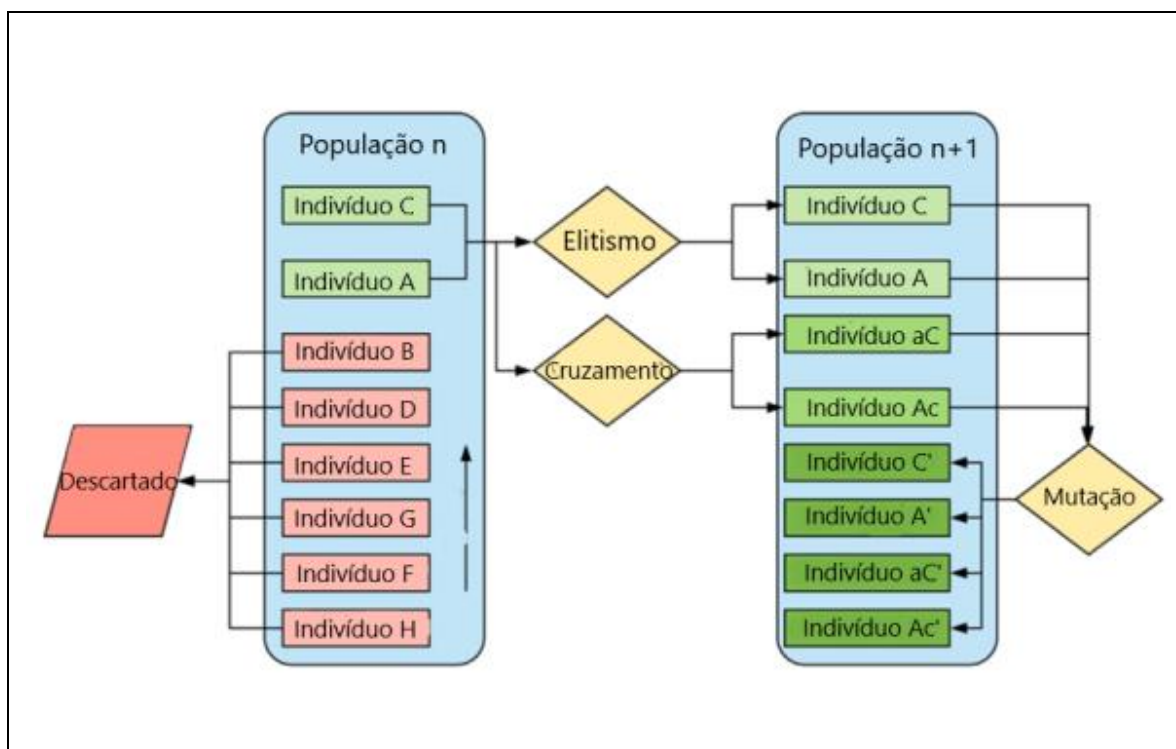 População n
Indivíduo C
Indivíduo A
Indivíduo B
Indivíduo D
Indivíduo E
Indivíduo G
Indivíduo F
Indivíduo H
Descartado
Elitismo
Cruzamento
População n+1
Indivíduo C
Indivíduo A
Indivíduo aC
Indivíduo Ac
Indivíduo C'
Indivíduo A'
Indivíduo aC'
Indivíduo Ac'
Mutação